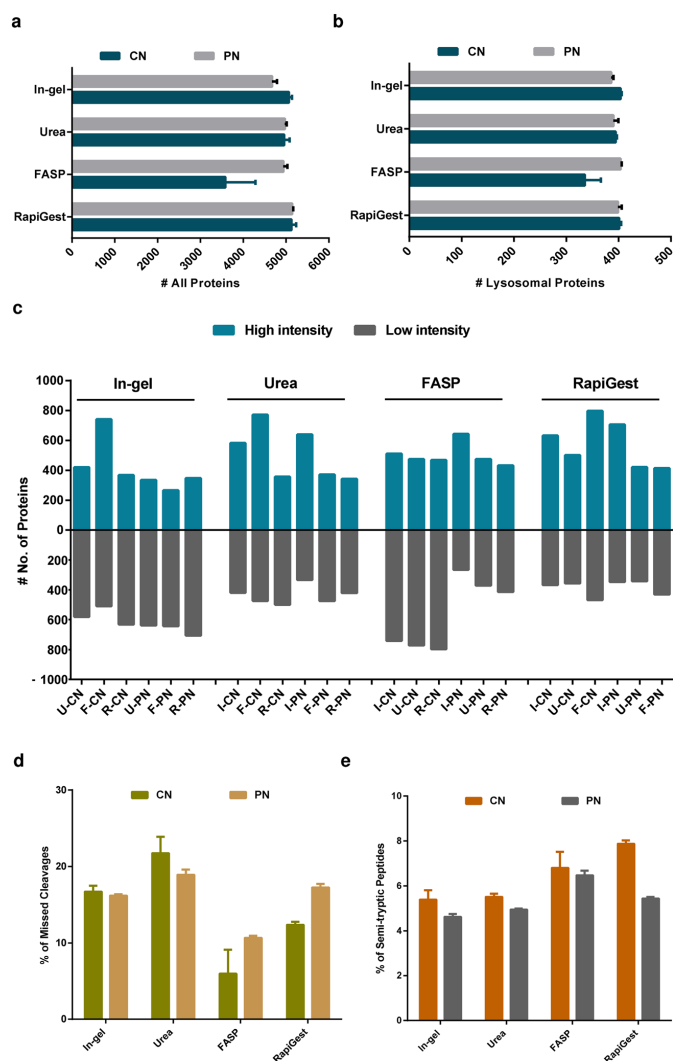 a
CN PN
In-gel
Urea
FASP
RapiGest
0 1000 2000 3000 4000 5000 6000
# All Proteins
b
CN PN
In-gel
Urea
FASP
RapiGest
0 100 200 300 400 500
# Lysosomal Proteins
c
High intensity Low intensity
In-gel Urea FASP RapiGest
# No. of Proteins
1000
800
600
400
200
0
200
400
600
800
- 1000
U-CN F-CN R-CN U-PN F-PN R-PN I-CN F-CN R-CN I-PN F-PN R-PN I-CN U-CN R-CN I-PN U-PN R-PN I-CN U-CN F-CN I-PN U-PN F-PN
d
CN PN
% of Missed Cleavages
30
20
10
0
In-gel Urea FASP RapiGest
e
CN PN
% of Semi-tryptic Peptides
10
8
6
4
2
0
In-gel Urea FASP RapiGest